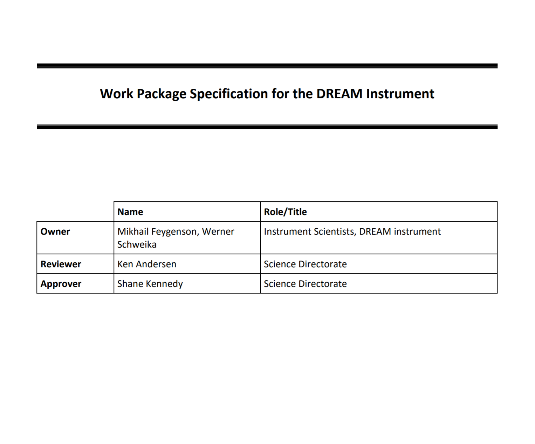 Work Package Specification for the DREAM Instrument
Name Role/Title
Owner Mikhail Feygenson, Werner Instrument Scientists, DREAM instrument
Schweika
Reviewer Ken Andersen Science Directorate
Approver Shane Kennedy Science Directorate